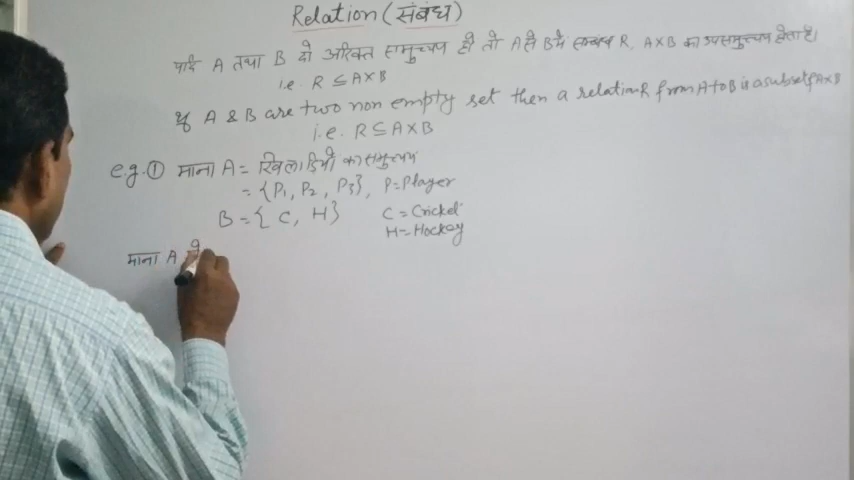 Relation (संबंध)
यदि A तथा B दो अरिक्त समुच्चय हो तो A से B में सम्बन्ध R, A×B का उपसमुच्चय होता है।
i.e. R ⊆ A×B
If A & B are two non empty set then a relation R from A to B is a subset of A×B
i.e. R ⊆ A×B
e.g. ① माना A = खिलाडियों का समुच्चय
= {P₁, P₂, P₃}, P=Player
B = { C, H} C = Cricket
H = Hockey
माना A से